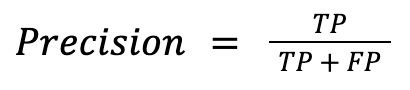 Precision = TP / TP + FP